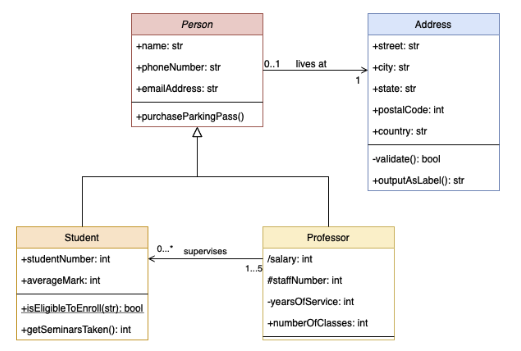 Person
+name: str
+phoneNumber: str
+emailAddress: str
+purchaseParkingPass()
0..1 lives at
1
Address
+street: str
+city: str
+state: str
+postalCode: int
+country: str
-validate(): bool
+outputAsLabel(): str
Student
+studentNumber: int
+averageMark: int
+isEligibleToEnroll(str): bool
+getSeminarsTaken(): int
0...* supervises
1...5
Professor
/salary: int
#staffNumber: int
-yearsOfService: int
+numberOfClasses: int